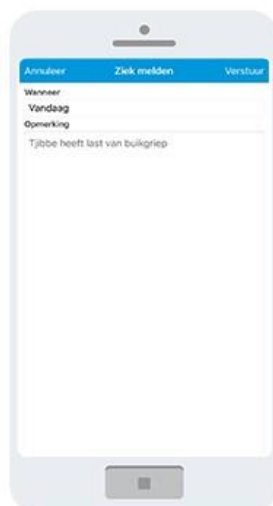 Annuleer Ziek melden Verstuur
Wanneer
Vandaag
Opmerking
Tjibbe heeft last van buikgriep